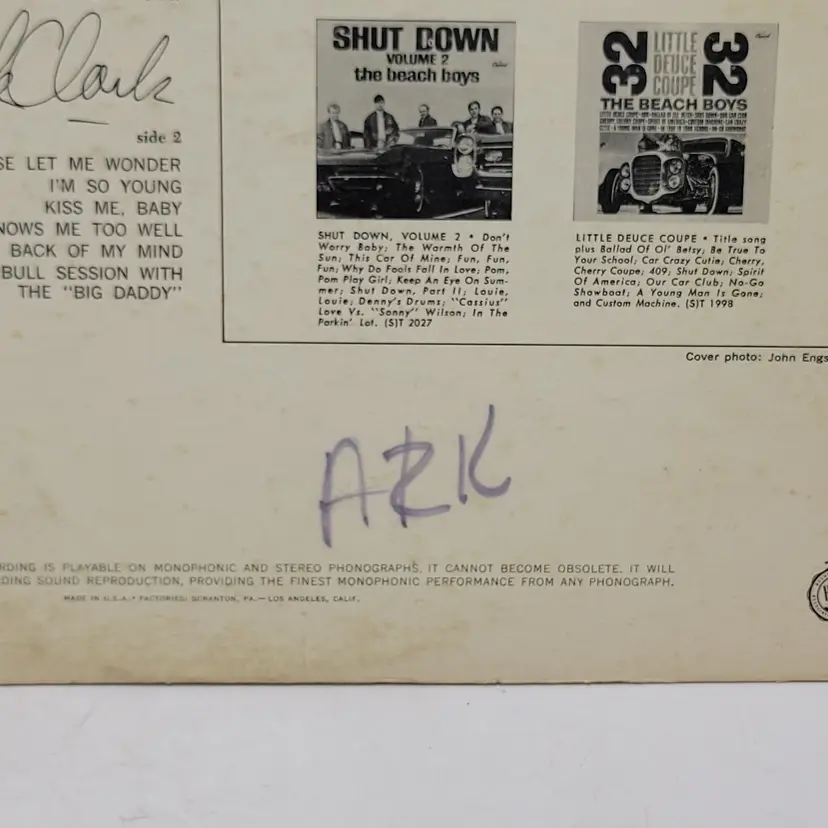 Clark
side 2
SE LET ME WONDER
I'M SO YOUNG
KISS ME, BABY
NOWS ME TOO WELL
BACK OF MY MIND
BULL SESSION WITH
THE "BIG DADDY"
SHUT DOWN
VOLUME 2
the beach boys
SHUT DOWN, VOLUME 2 • Don't
Worry Baby; The Warmth Of The
Sun; This Car Of Mine; Fun, Fun,
Fun; Why Do Fools Fall In Love; Pom,
Pom Play Girl; Keep An Eye On Sum-
mer; Shut Down, Part II; Louie,
Louie; Denny's Drums; "Cassius"
Love Vs. "Sonny" Wilson; In The
Parkin' Lot. (S)T 2027
32
LITTLE
DEUCE
COUPE
32
THE BEACH BOYS
LITTLE DEUCE COUPE • Title song
plus Ballad Of Ol' Betsy; Be True To
Your School; Car Crazy Cutie; Cherry,
Cherry Coupe; 409; Shut Down; Spirit
Of America; Our Car Club; No-Go
Showboat; A Young Man Is Gone;
and Custom Machine. (S)T 1998
Cover photo: John Engs
ARK
RDING IS PLAYABLE ON MONOPHONIC AND STEREO PHONOGRAPHS. IT CANNOT BECOME OBSOLETE. IT WILL
DING SOUND REPRODUCTION, PROVIDING THE FINEST MONOPHONIC PERFORMANCE FROM ANY PHONOGRAPH.
MADE IN U.S.A. • FACTORIES: SCRANTON, PA.—LOS ANGELES, CALIF.